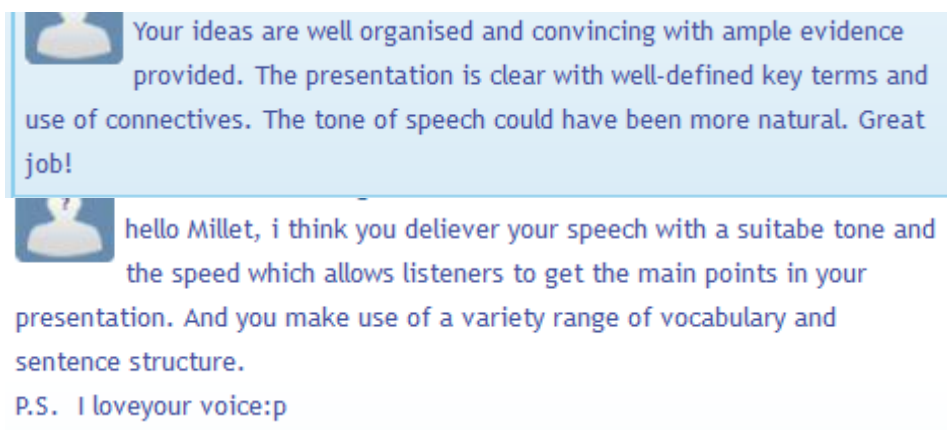 Your ideas are well organised and convincing with ample evidence
provided. The presentation is clear with well-defined key terms and
use of connectives. The tone of speech could have been more natural. Great
job!
hello Millet, i think you deliever your speech with a suitabe tone and
the speed which allows listeners to get the main points in your
presentation. And you make use of a variety range of vocabulary and
sentence structure.
P.S. I loveyour voice:p